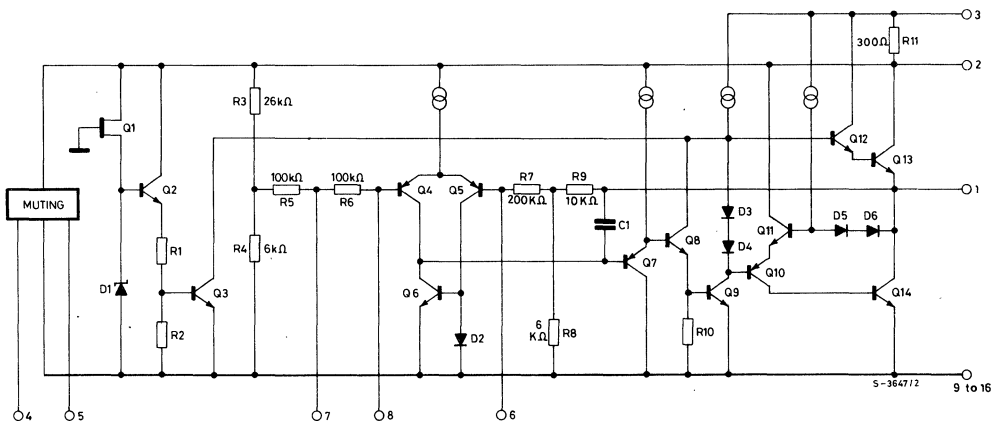 3
300Ω R11
2
R3 26kΩ
Q1
Q2
Q12
Q13
100kΩ
R5
100kΩ
R6
Q4
Q5
R7
200KΩ
R9
10KΩ
1
MUTING
C1
D3
D5
D6
R4 6kΩ
R1
Q7
Q8
D4
Q11
Q10
D1
Q3
Q6
Q9
Q14
R2
D2
6
KΩ
R8
R10
S-3647/2
9 to 16
4
5
7
8
6